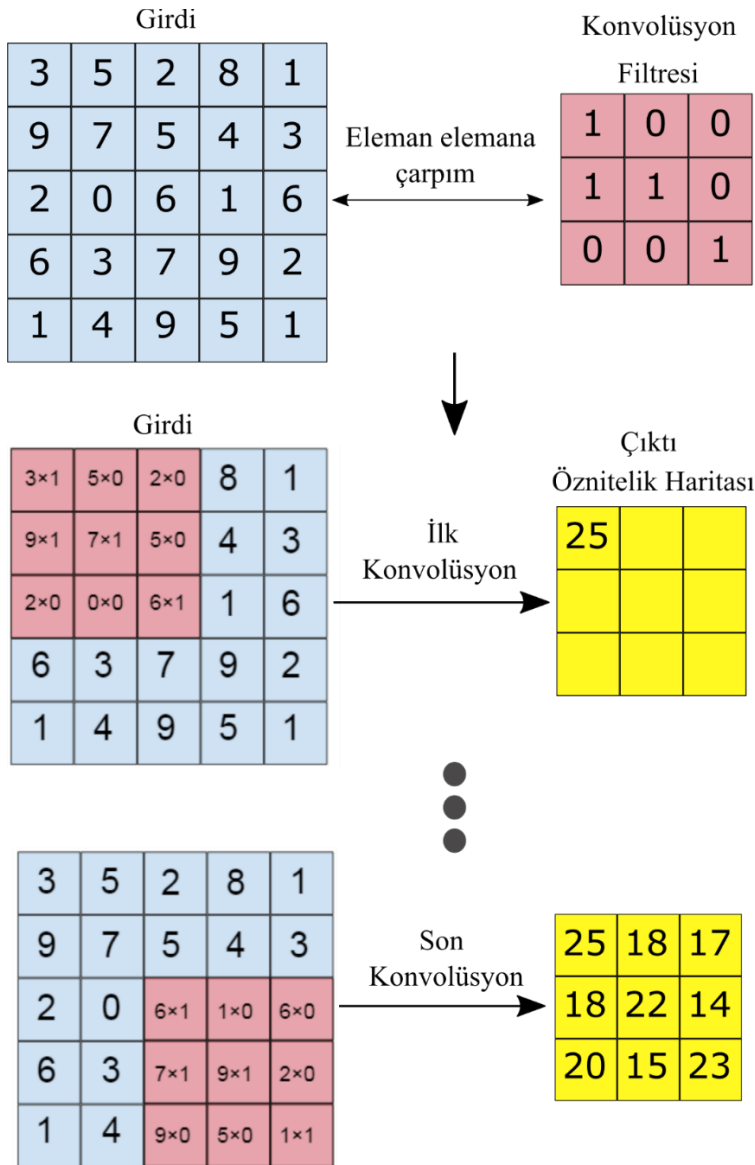 Girdi
3 5 2 8 1
9 7 5 4 3
2 0 6 1 6
6 3 7 9 2
1 4 9 5 1
Eleman elemana
çarpım
Konvolüsyon
Filtresi
1 0 0
1 1 0
0 0 1
Girdi
3×1 5×0 2×0 8 1
9×1 7×1 5×0 4 3
2×0 0×0 6×1 1 6
6 3 7 9 2
1 4 9 5 1
İlk
Konvolüsyon
Çıktı
Öznitelik Haritası
25
3 5 2 8 1
9 7 5 4 3
2 0 6×1 1×0 6×0
6 3 7×1 9×1 2×0
1 4 9×0 5×0 1×1
Son
Konvolüsyon
25 18 17
18 22 14
20 15 23